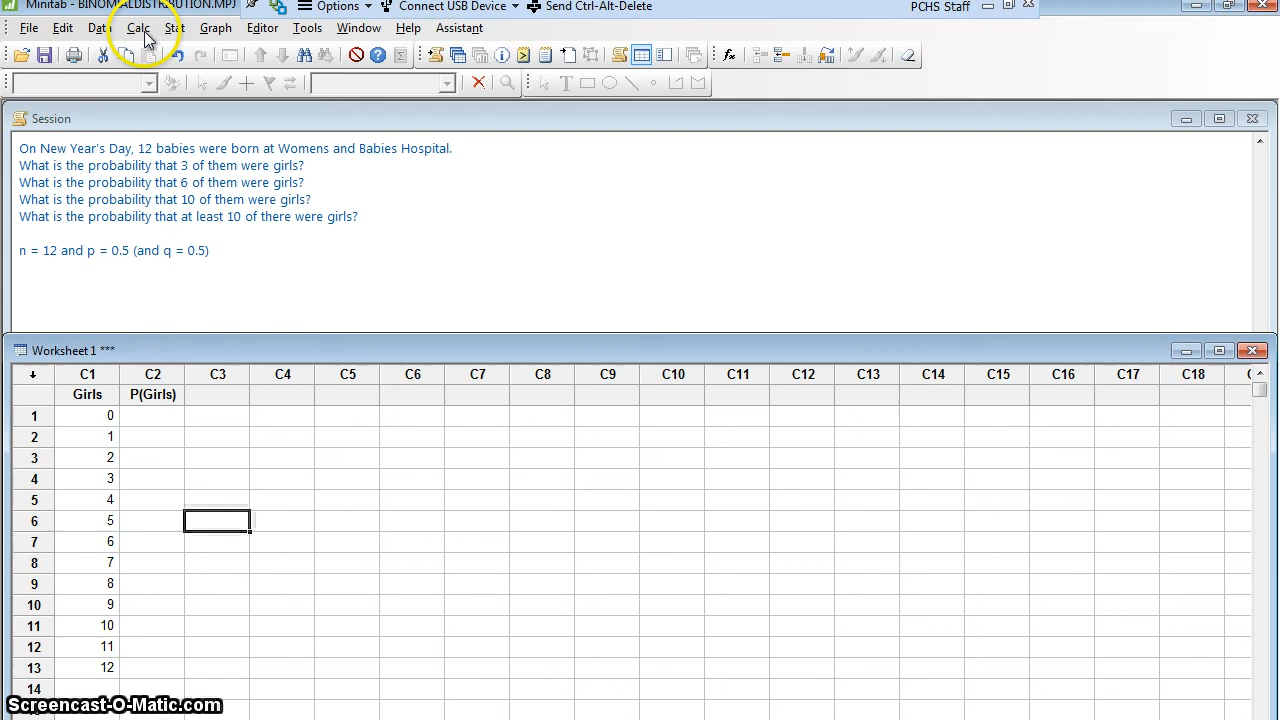 Minitab - BINOMIALDISTRIBUTION.MPJ
Options Connect USB Device Send Ctrl-Alt-Delete PCHS Staff
File Edit Data Calc Stat Graph Editor Tools Window Help Assistant
Session
On New Year's Day, 12 babies were born at Womens and Babies Hospital.
What is the probability that 3 of them were girls?
What is the probability that 6 of them were girls?
What is the probability that 10 of them were girls?
What is the probability that at least 10 of there were girls?
n = 12 and p = 0.5 (and q = 0.5)
Worksheet 1 ***
C1 C2 C3 C4 C5 C6 C7 C8 C9 C10 C11 C12 C13 C14 C15 C16 C17 C18
Girls P(Girls)
1 0
2 1
3 2
4 3
5 4
6 5
7 6
8 7
9 8
10 9
11 10
12 11
13 12
14
Screencast-O-Matic.com